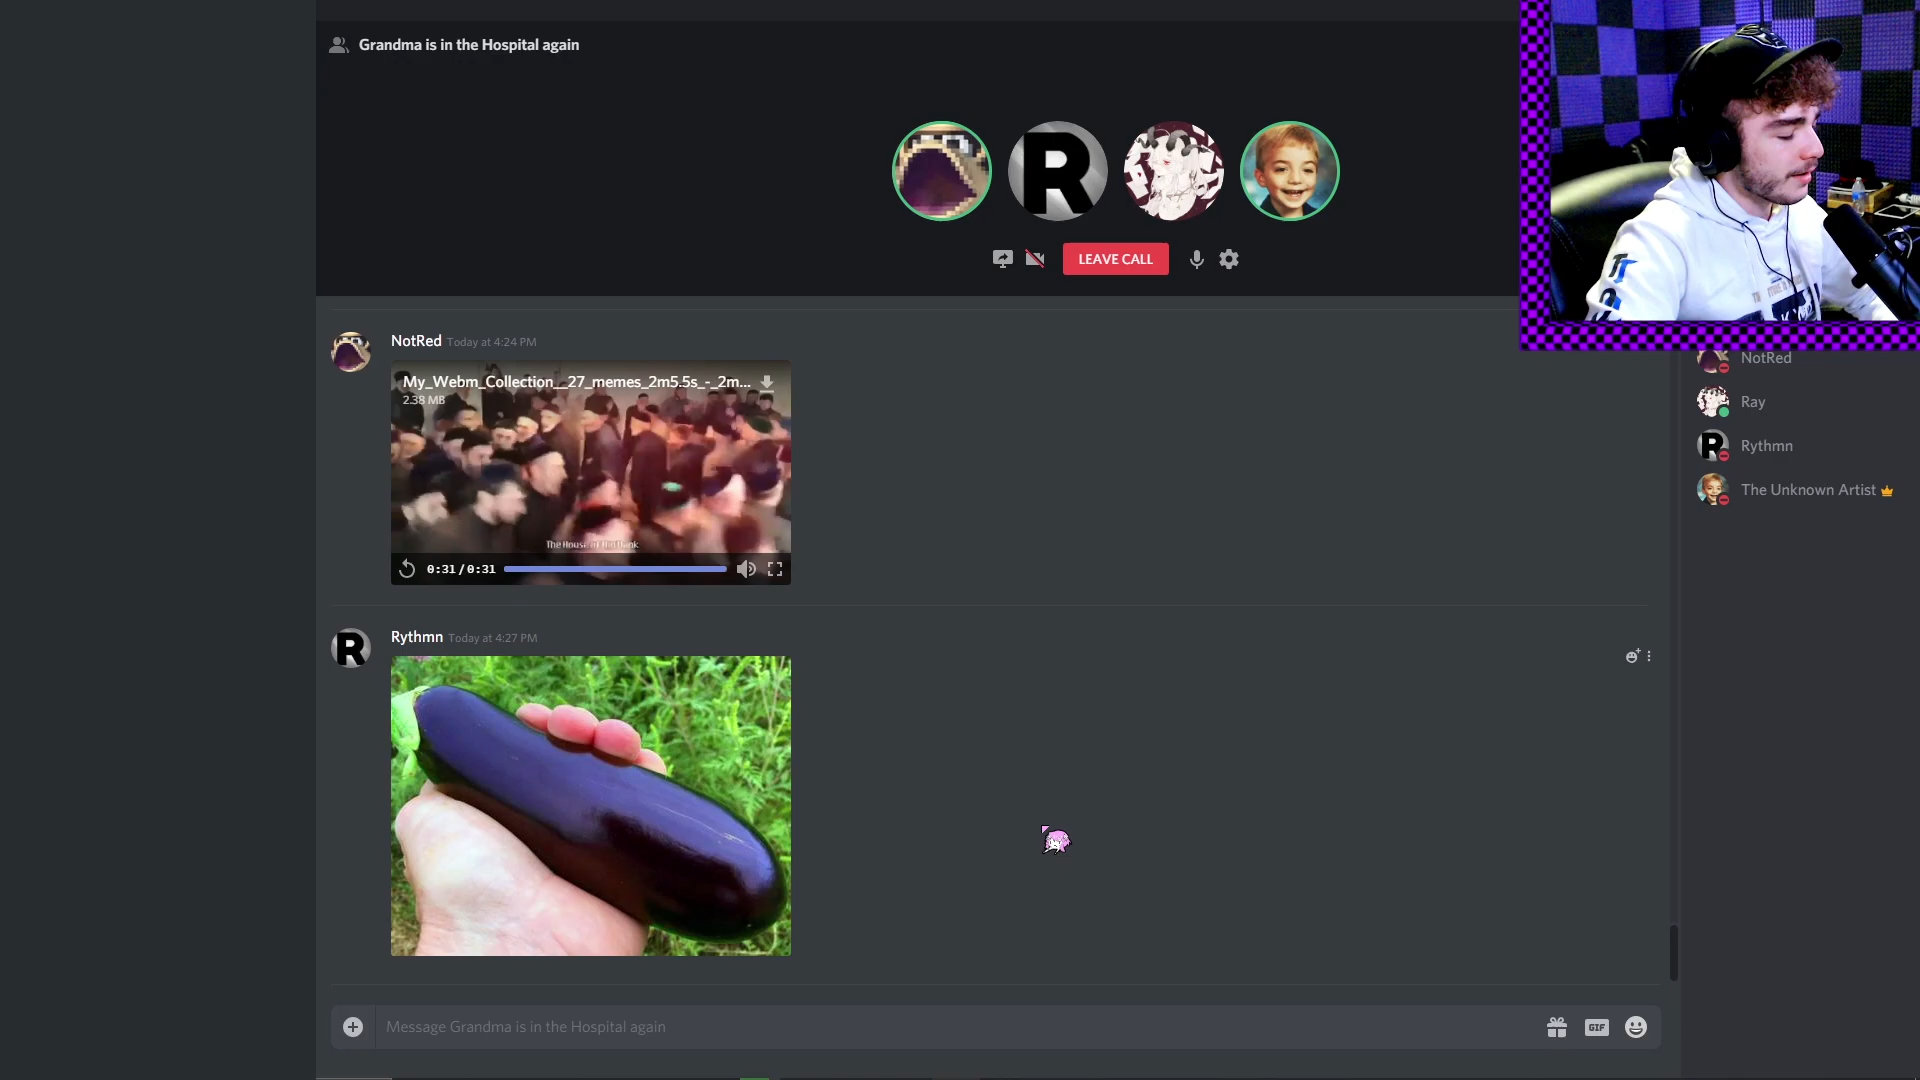 Grandma is in the Hospital again
R
LEAVE CALL
NotRed Today at 4:24 PM
My_Webm_Collection__27_memes_2m5.5s_-_2m...
2.38 MB
0:31/0:31
NotRed
Ray
R Rythmn
The Unknown Artist
R Rythmn Today at 4:27 PM
Message Grandma is in the Hospital again
GIF